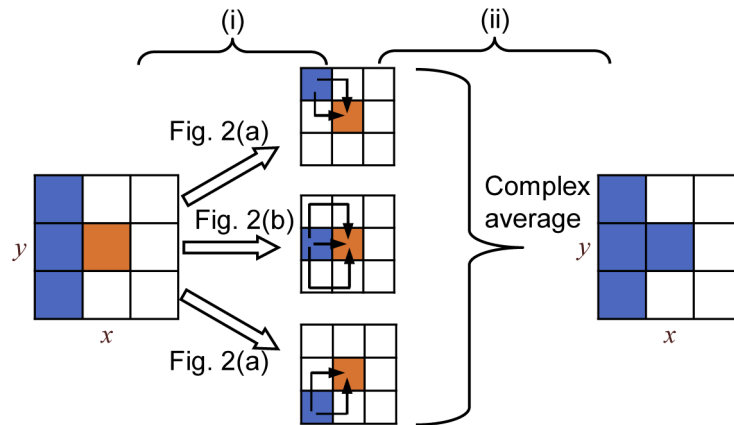 (i)
(ii)
Fig. 2(a)
Fig. 2(b)
Fig. 2(a)
Complex
average
y
x
y
x